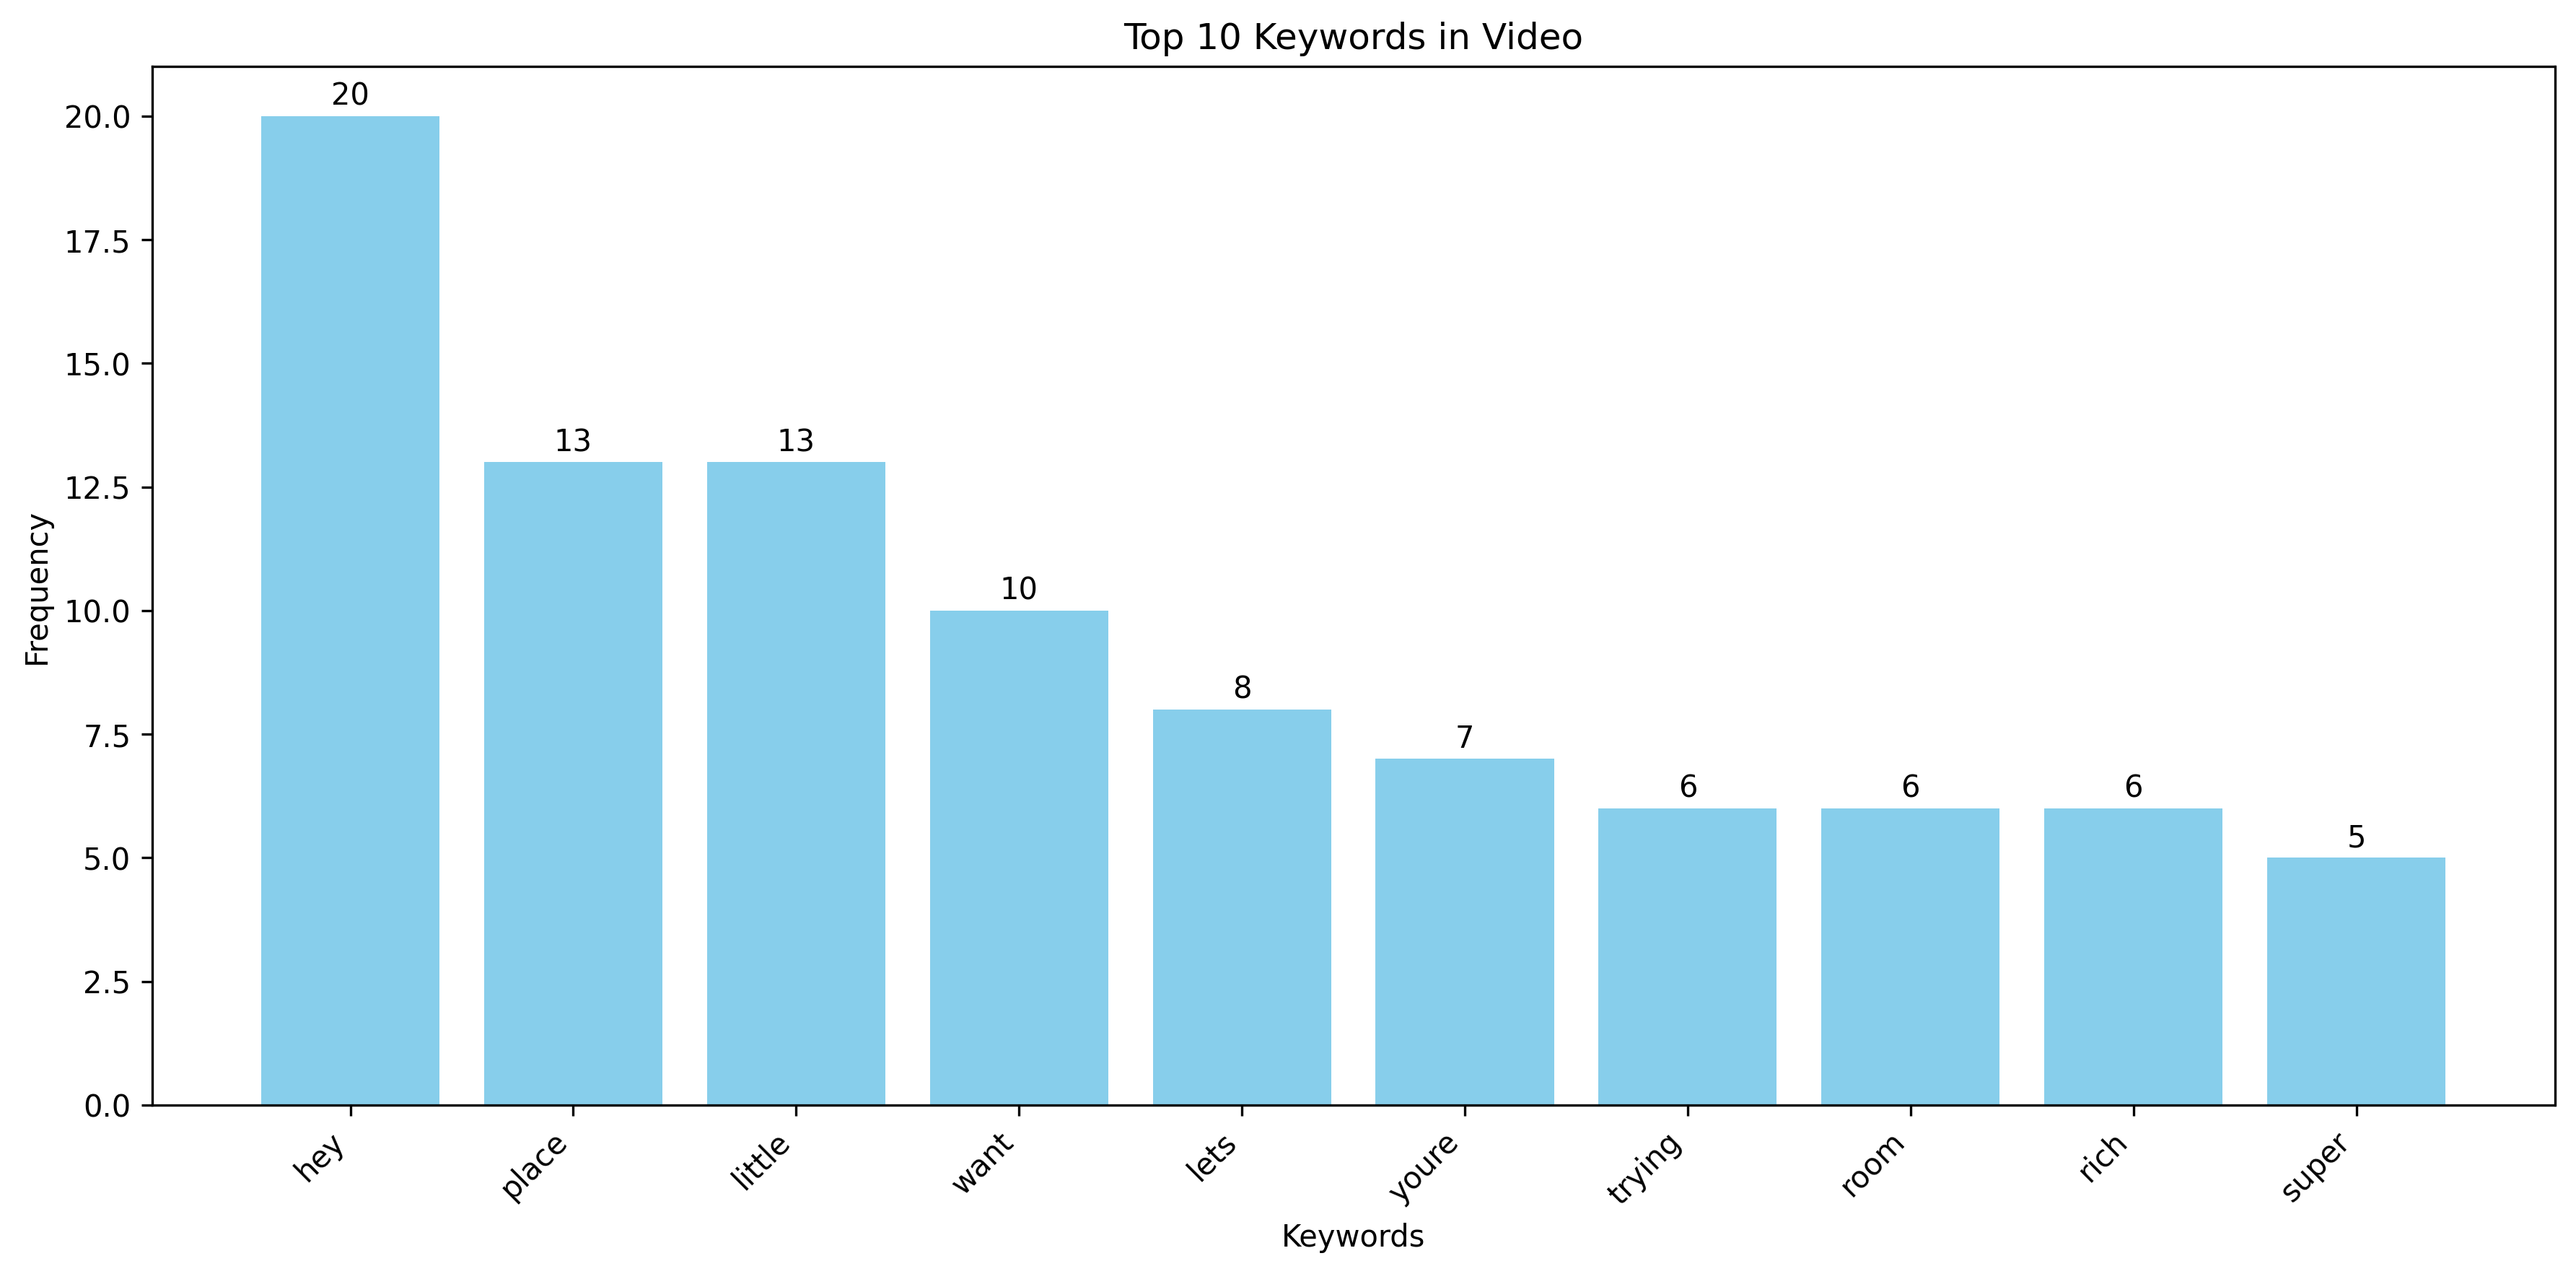 Top 10 Keywords in Video
20
13
13
10
8
7
6
6
6
5
20.0
17.5
15.0
12.5
10.0
7.5
5.0
2.5
0.0
Frequency
hey
place
little
want
lets
youre
trying
room
rich
super
Keywords